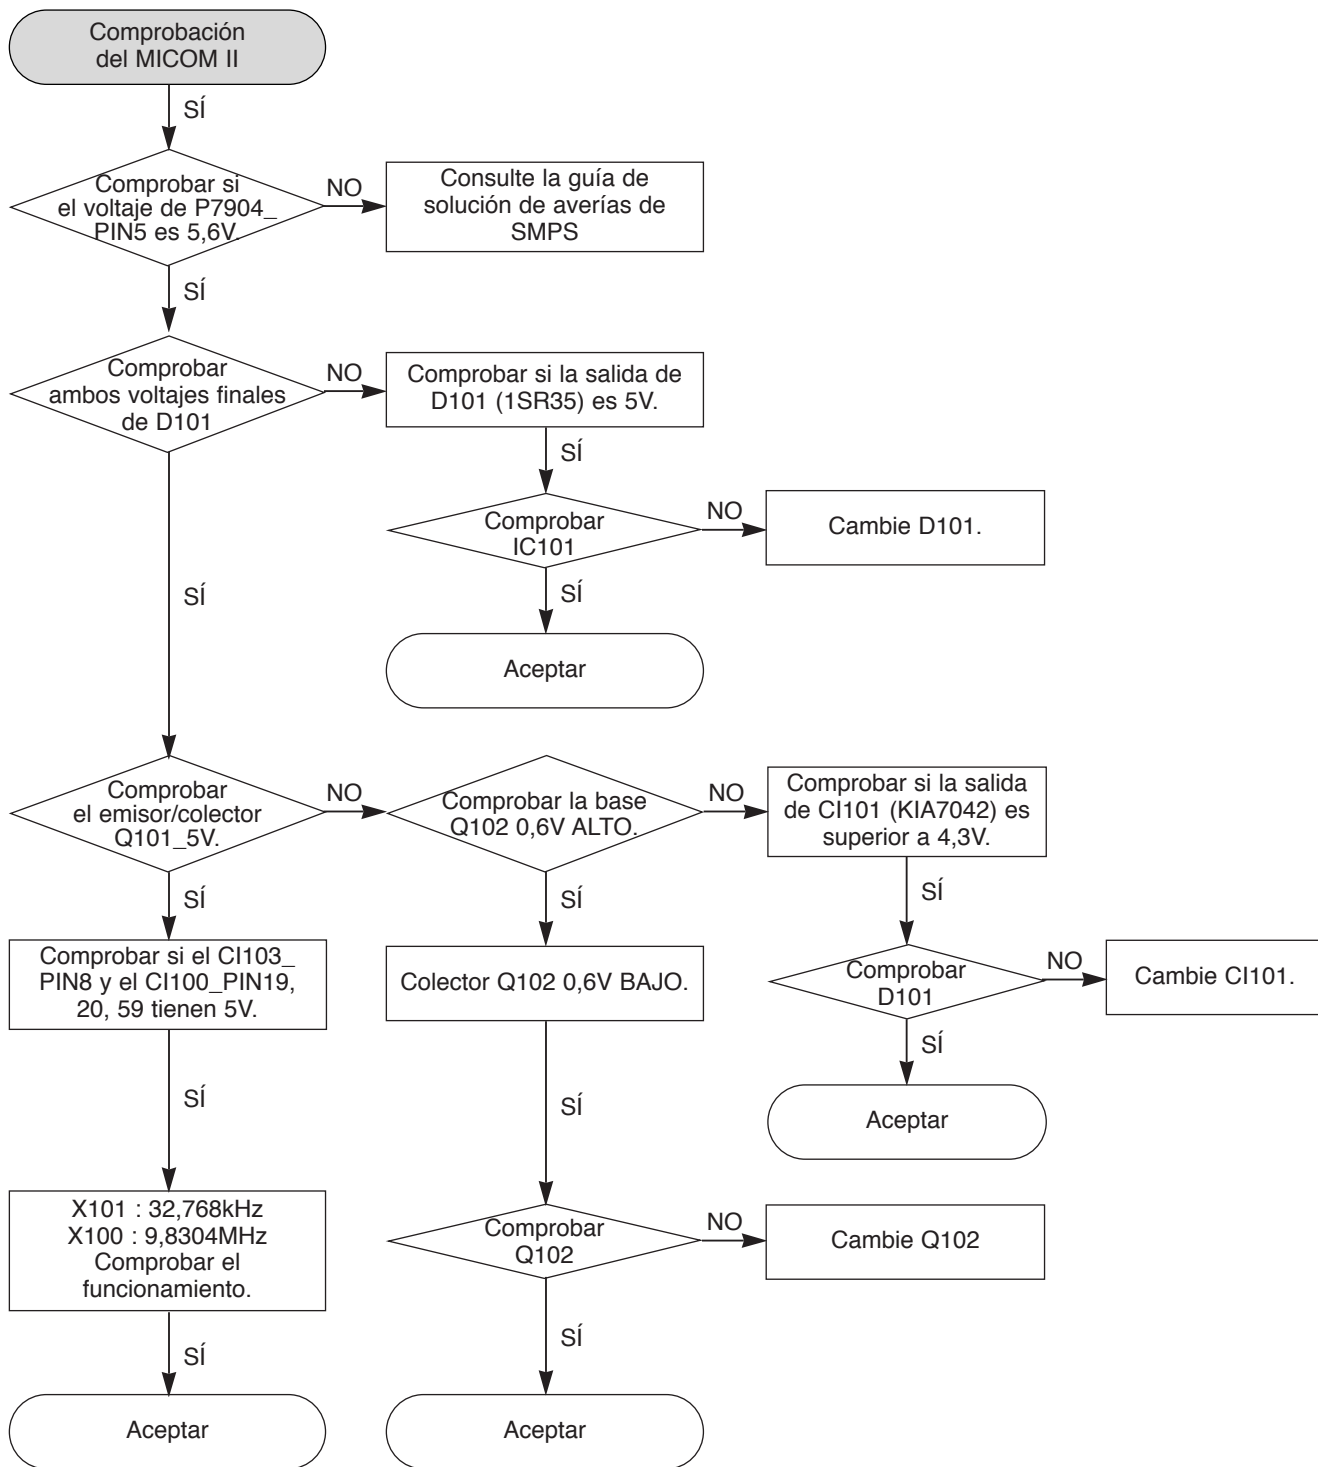 Comprobación
del MICOM II
SÍ
Comprobar si
el voltaje de P7904_
PIN5 es 5,6V.
NO
Consulte la guía de
solución de averías de
SMPS
SÍ
Comprobar
ambos voltajes finales
de D101
NO
Comprobar si la salida de
D101 (1SR35) es 5V.
SÍ
Comprobar
IC101
NO
Cambie D101.
SÍ
Aceptar
SÍ
Comprobar
el emisor/colector
Q101_5V.
NO
Comprobar la base
Q102 0,6V ALTO.
NO
Comprobar si la salida
de CI101 (KIA7042) es
superior a 4,3V.
SÍ
Comprobar
D101
NO
Cambie CI101.
SÍ
Aceptar
SÍ
Colector Q102 0,6V BAJO.
SÍ
Comprobar
Q102
NO
Cambie Q102
SÍ
Aceptar
SÍ
Comprobar si el CI103_
PIN8 y el CI100_PIN19,
20, 59 tienen 5V.
SÍ
X101 : 32,768kHz
X100 : 9,8304MHz
Comprobar el
funcionamiento.
SÍ
Aceptar